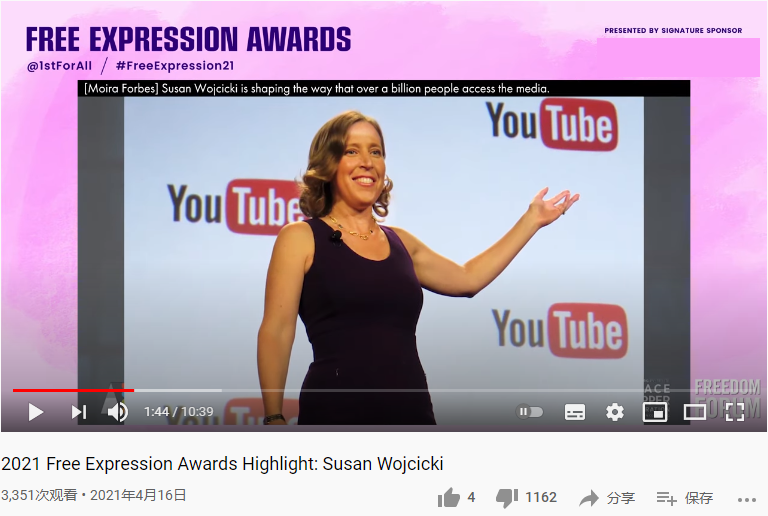 FREE EXPRESSION AWARDS
PRESENTED BY SIGNATURE SPONSOR
@1stForAll / #FreeExpression21
[Moira Forbes] Susan Wojcicki is shaping the way that over a billion people access the media.
YouTube
YouTube
YouTube
YouTube
FREEDOM
FORUM
1:44 / 10:39
2021 Free Expression Awards Highlight: Susan Wojcicki
3,351次观看 • 2021年4月16日
4
1162
分享
保存